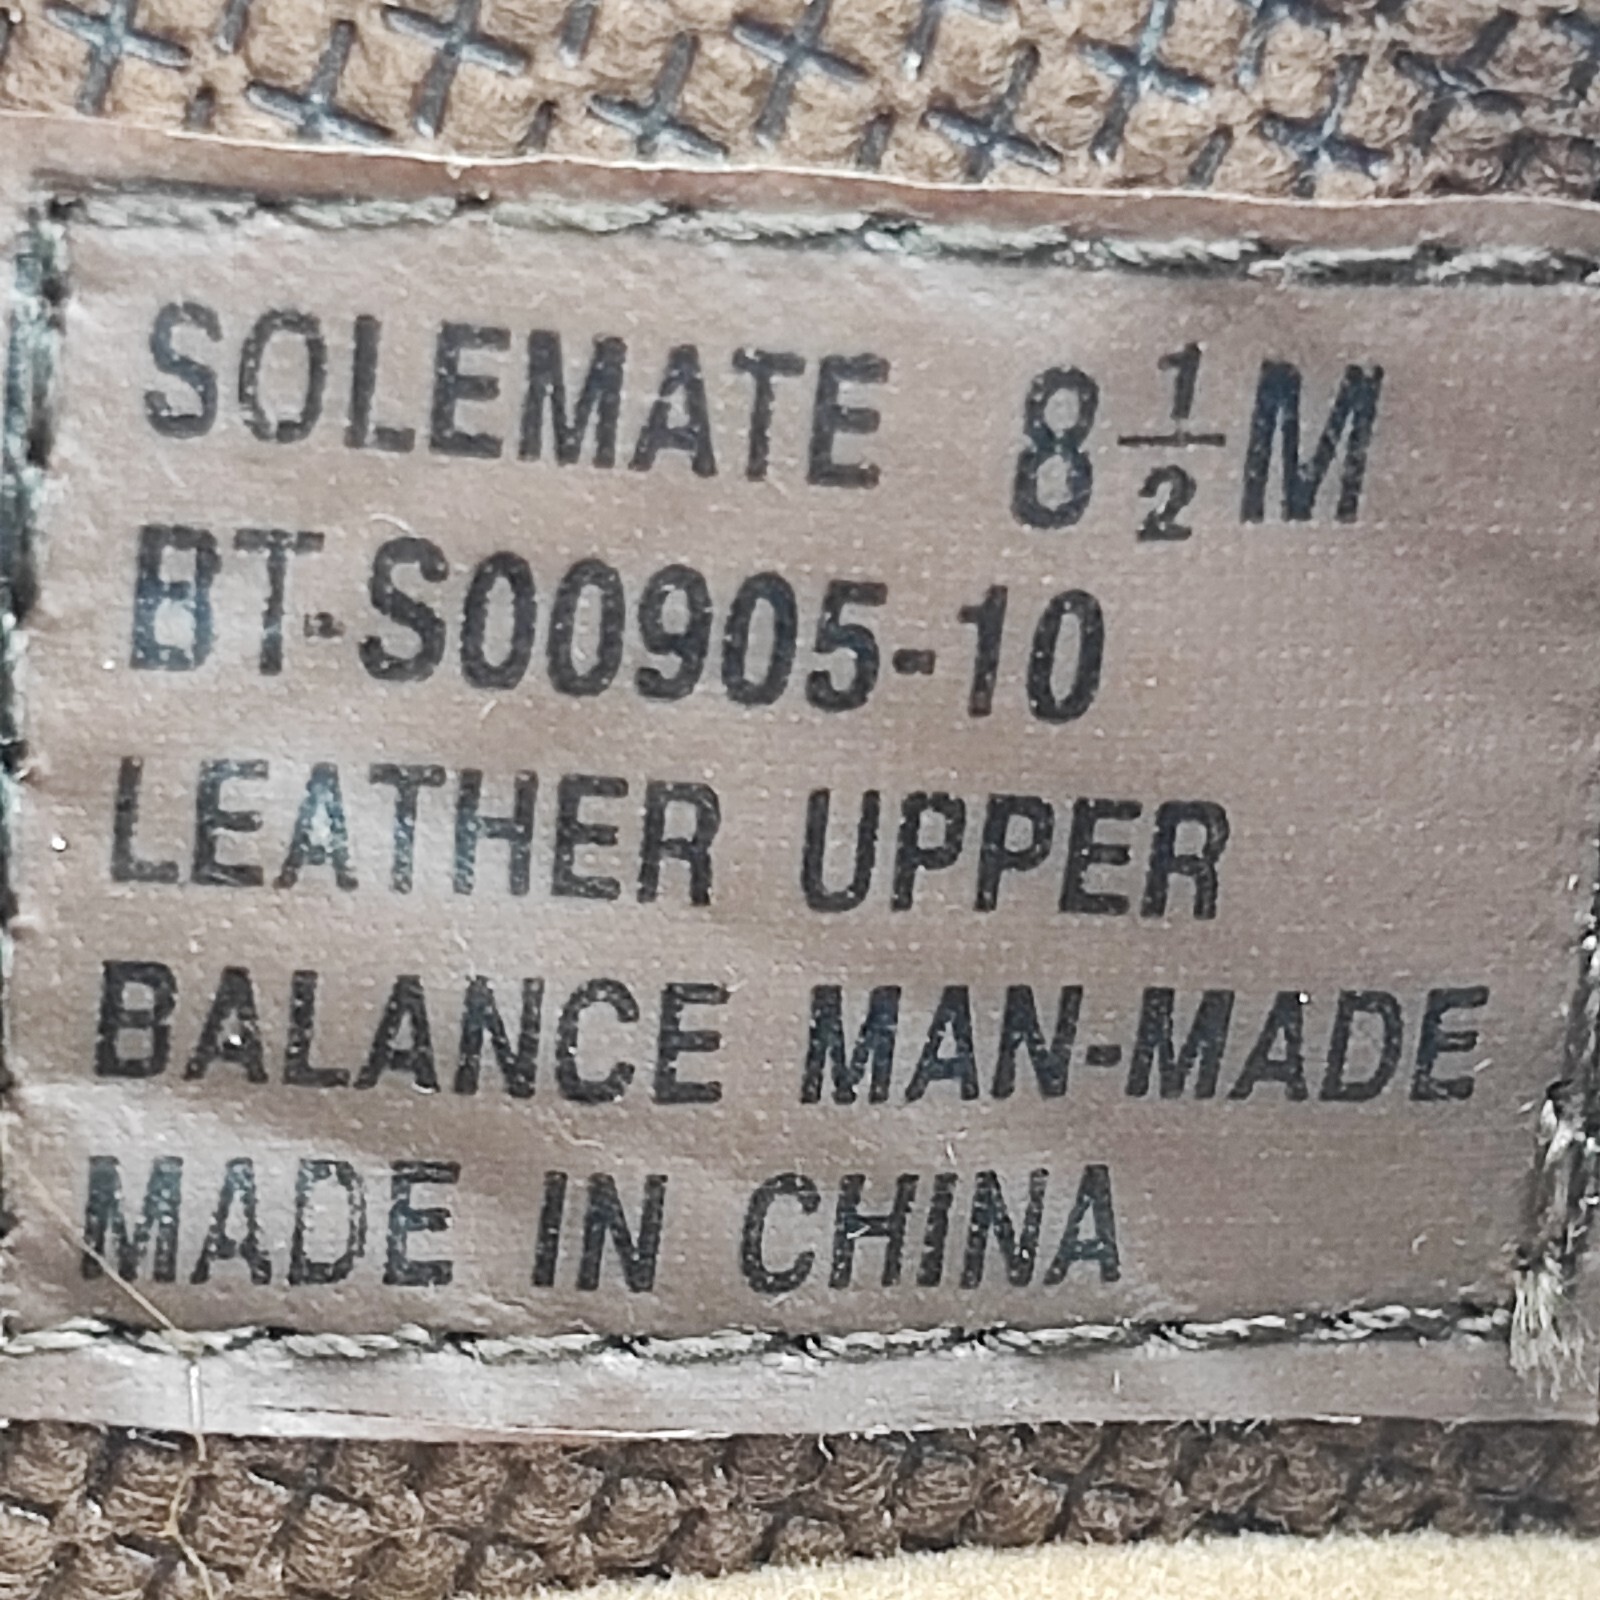 SOLEMATE 8 1/2 M
BT-S00905-10
LEATHER UPPER
BALANCE MAN-MADE
MADE IN CHINA